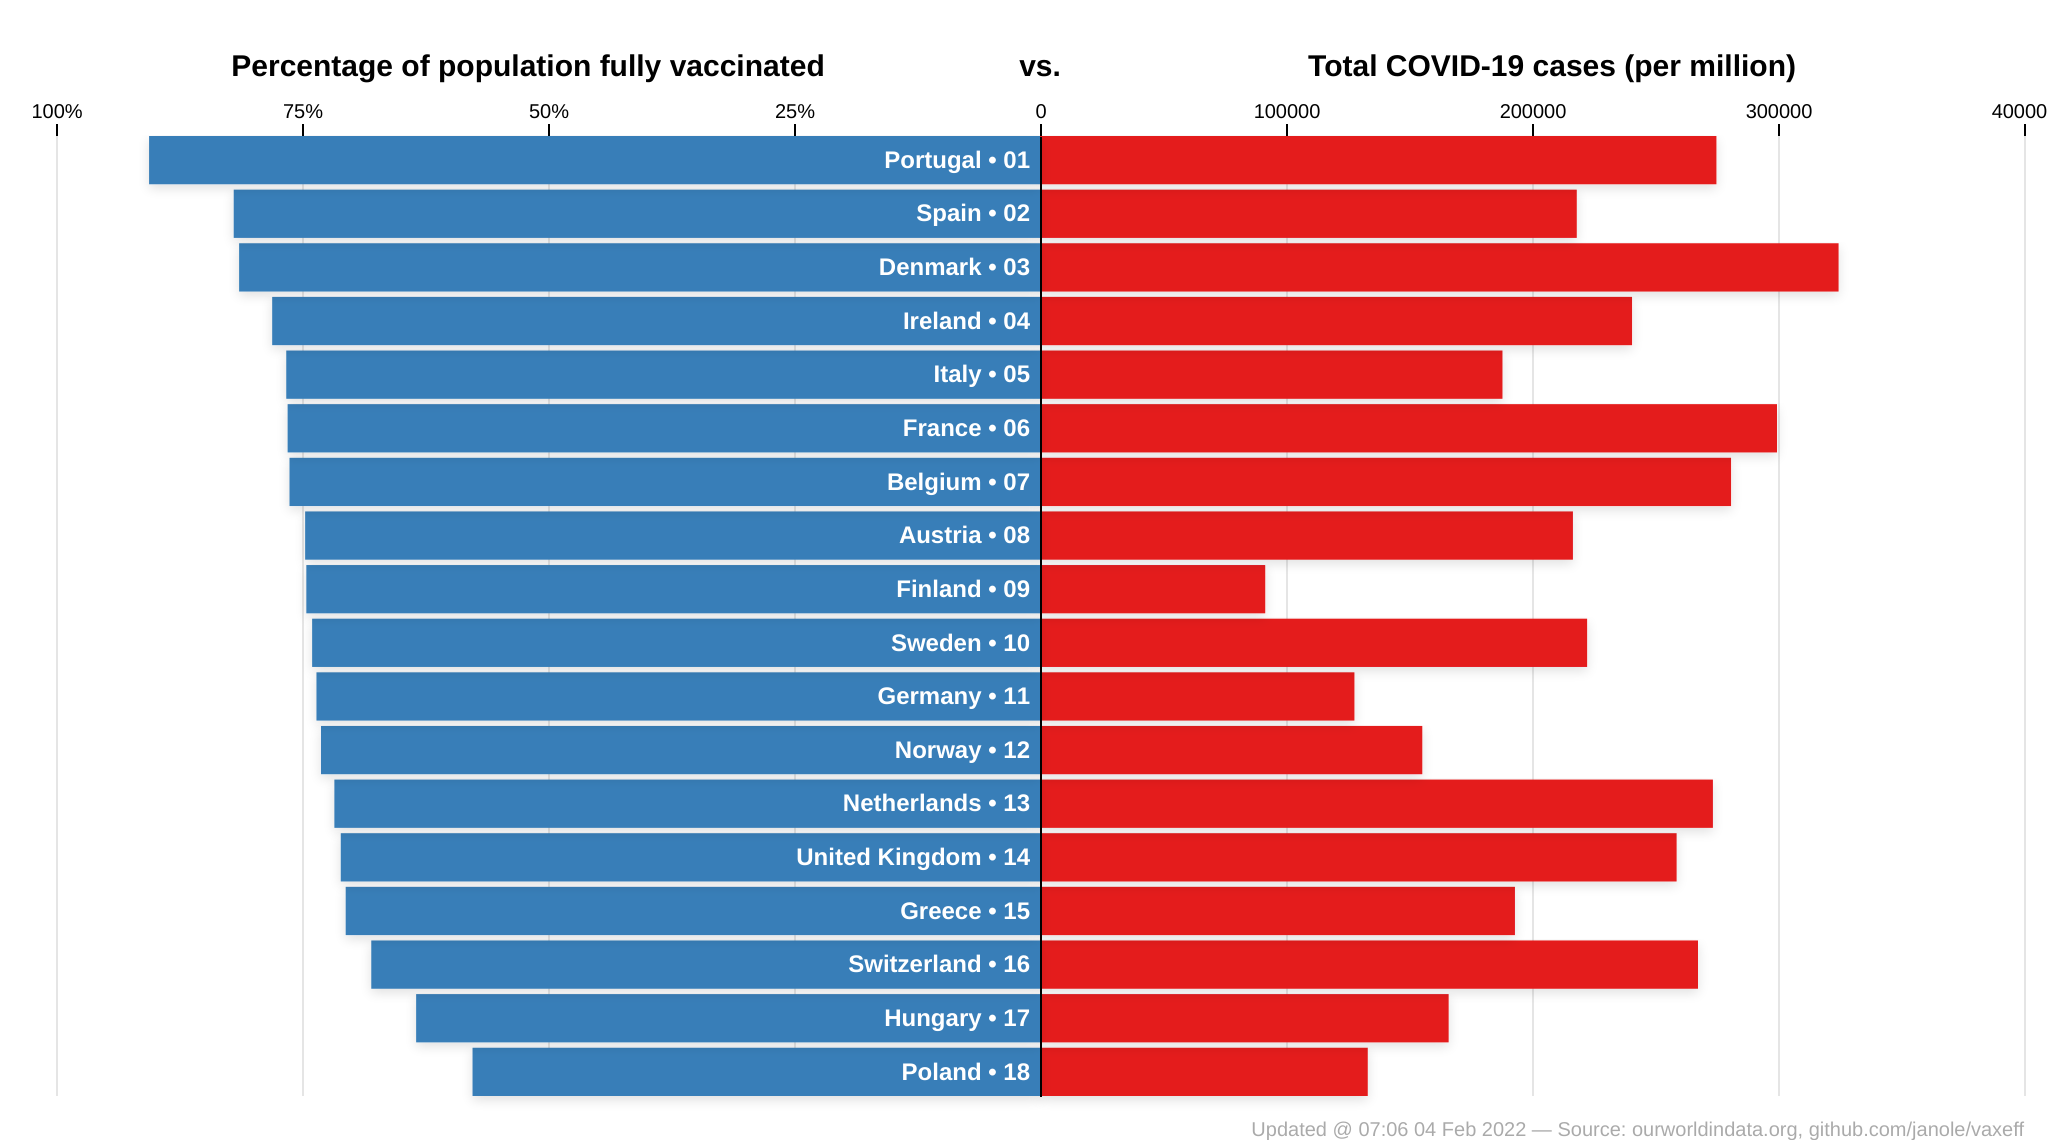 Percentage of population fully vaccinated vs. Total COVID-19 cases (per million)
100% 75% 50% 25% 0 100000 200000 300000 40000
Portugal • 01
Spain • 02
Denmark • 03
Ireland • 04
Italy • 05
France • 06
Belgium • 07
Austria • 08
Finland • 09
Sweden • 10
Germany • 11
Norway • 12
Netherlands • 13
United Kingdom • 14
Greece • 15
Switzerland • 16
Hungary • 17
Poland • 18
Updated @ 07:06 04 Feb 2022 — Source: ourworldindata.org, github.com/janole/vaxeff